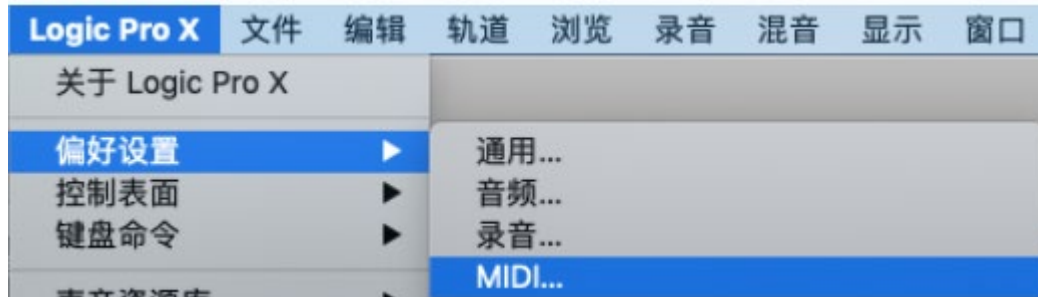 Logic Pro X 文件 编辑 轨道 浏览 录音 混音 显示 窗口
关于 Logic Pro X
偏好设置 ▶ 通用...
控制表面 ▶ 音频...
键盘命令 ▶ 录音...
MIDI...